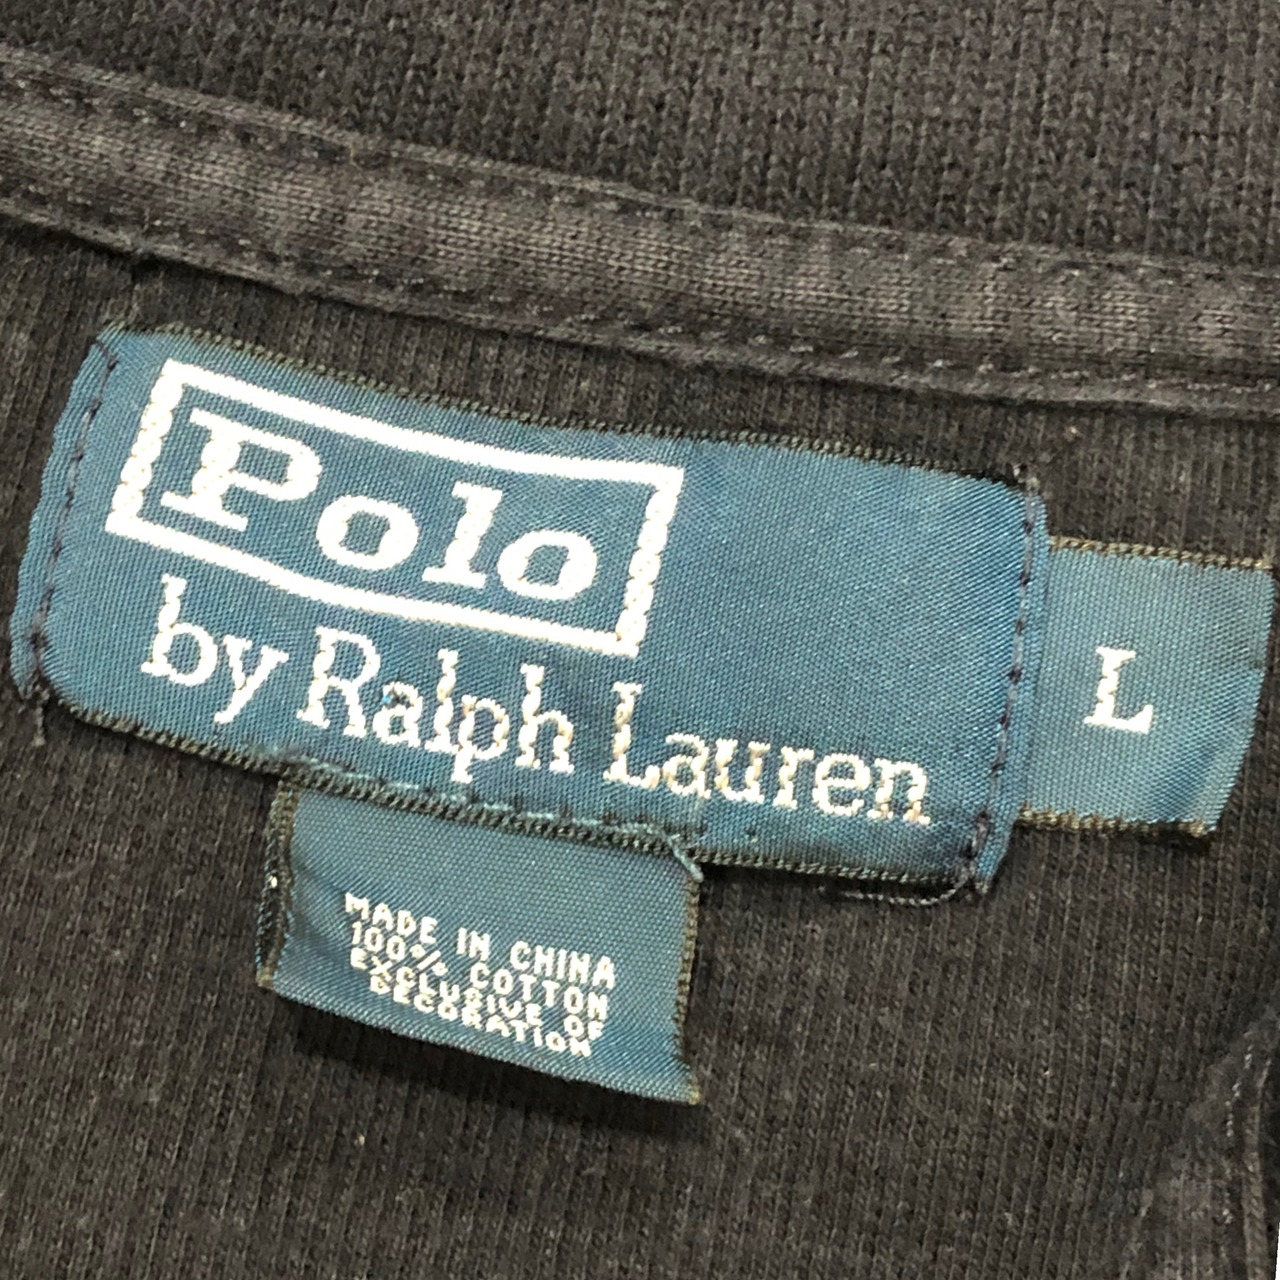 Polo
by Ralph Lauren
L
MADE IN CHINA
100% COTTON
EXCLUSIVE OF
DECORATION